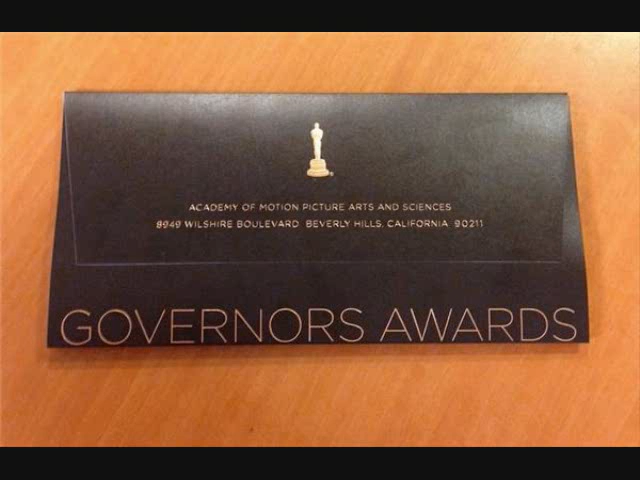 ACADEMY OF MOTION PICTURE ARTS AND SCIENCES
8949 WILSHIRE BOULEVARD BEVERLY HILLS, CALIFORNIA 90211
GOVERNORS AWARDS